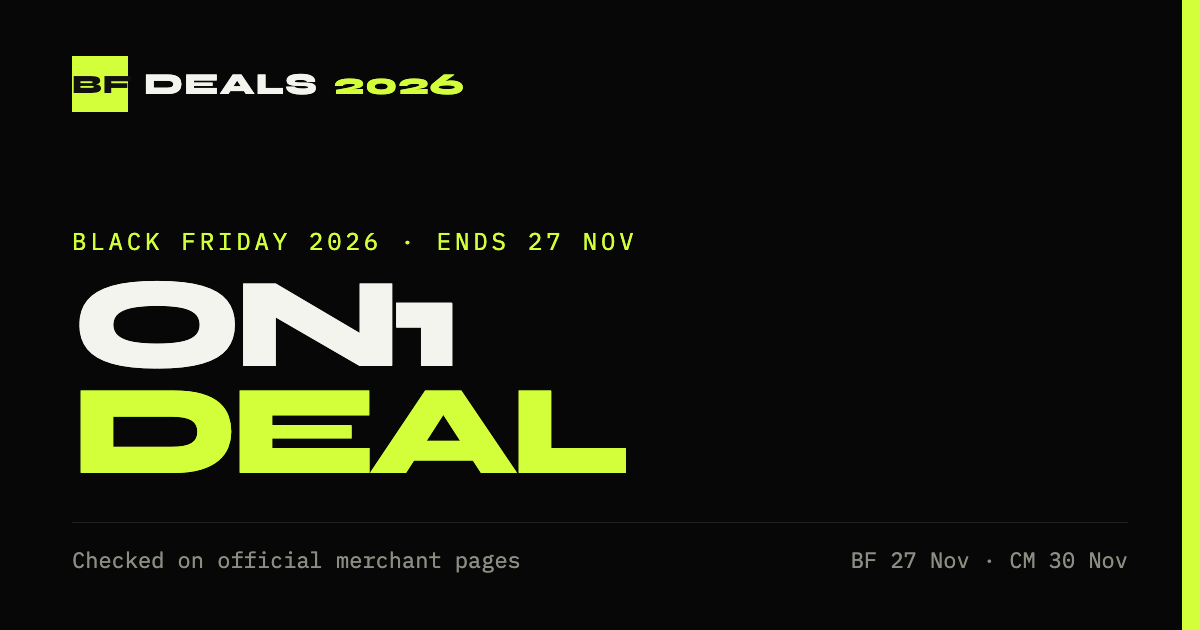 BF DEALS 2026
BLACK FRIDAY 2026 · ENDS 27 NOV
ON1
DEAL
Checked on official merchant pages
BF 27 Nov · CM 30 Nov